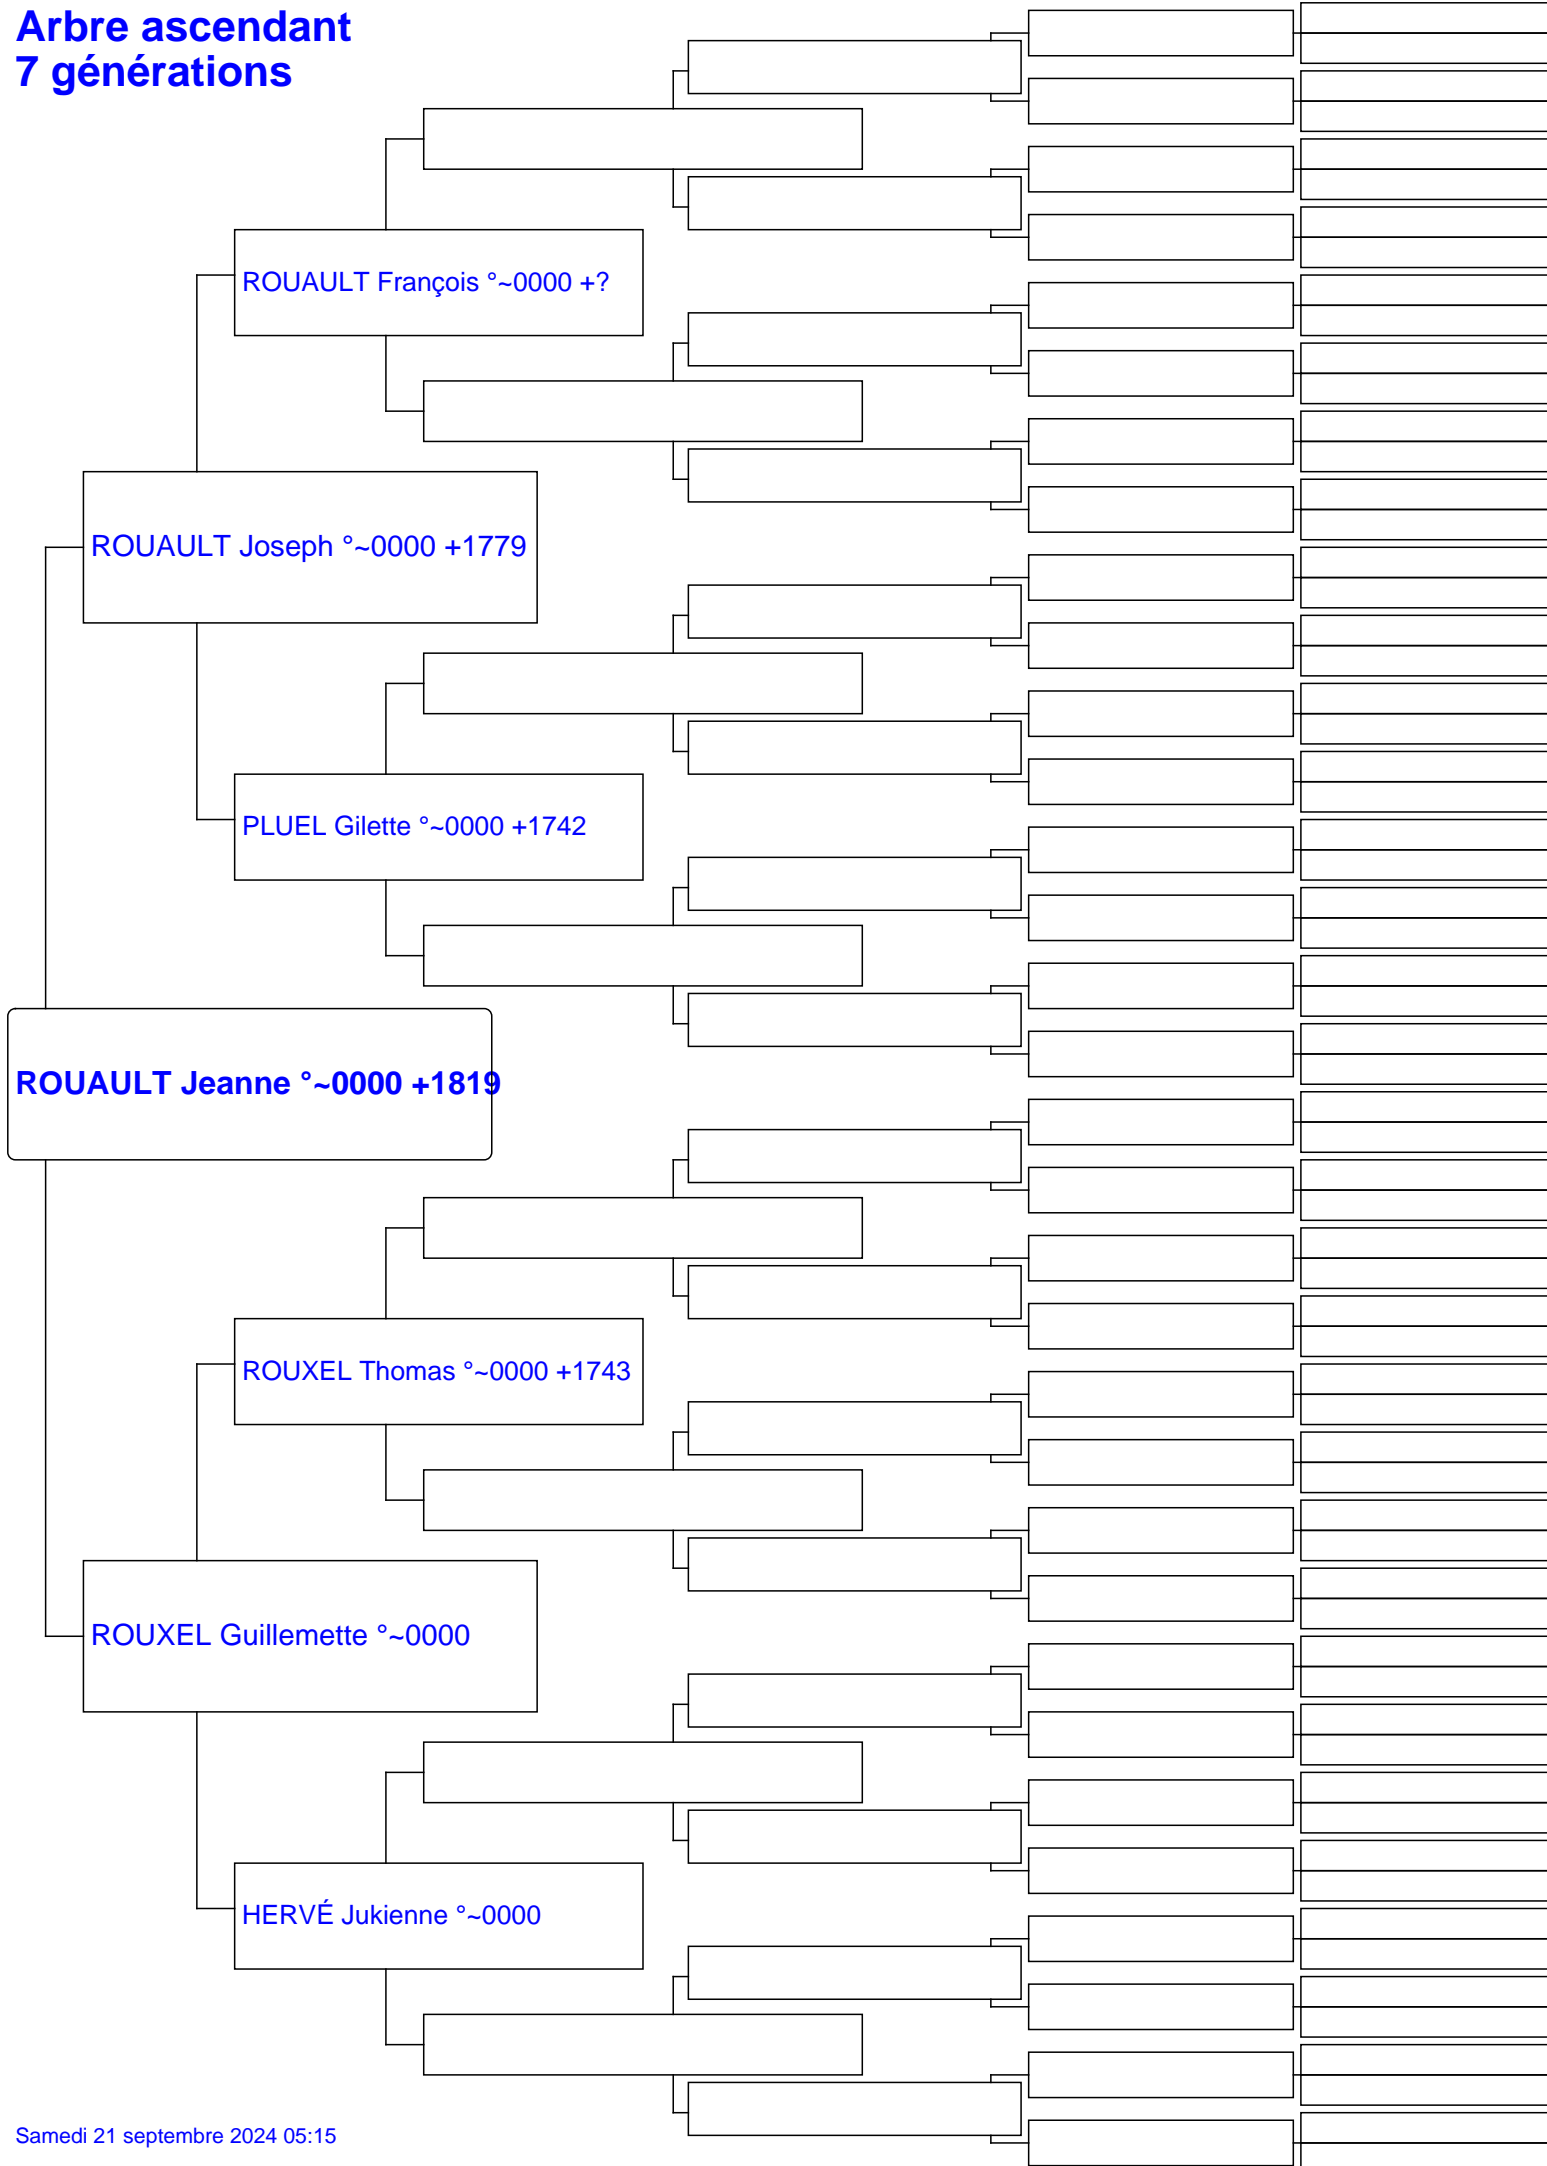 Arbre ascendant
7 générations
ROUAULT François °~0000 +?
ROUAULT Joseph °~0000 +1779
PLUEL Gilette °~0000 +1742
ROUAULT Jeanne °~0000 +1819
ROUXEL Thomas °~0000 +1743
ROUXEL Guillemette °~0000
HERVÉ Jukienne °~0000
Samedi 21 septembre 2024 05:15